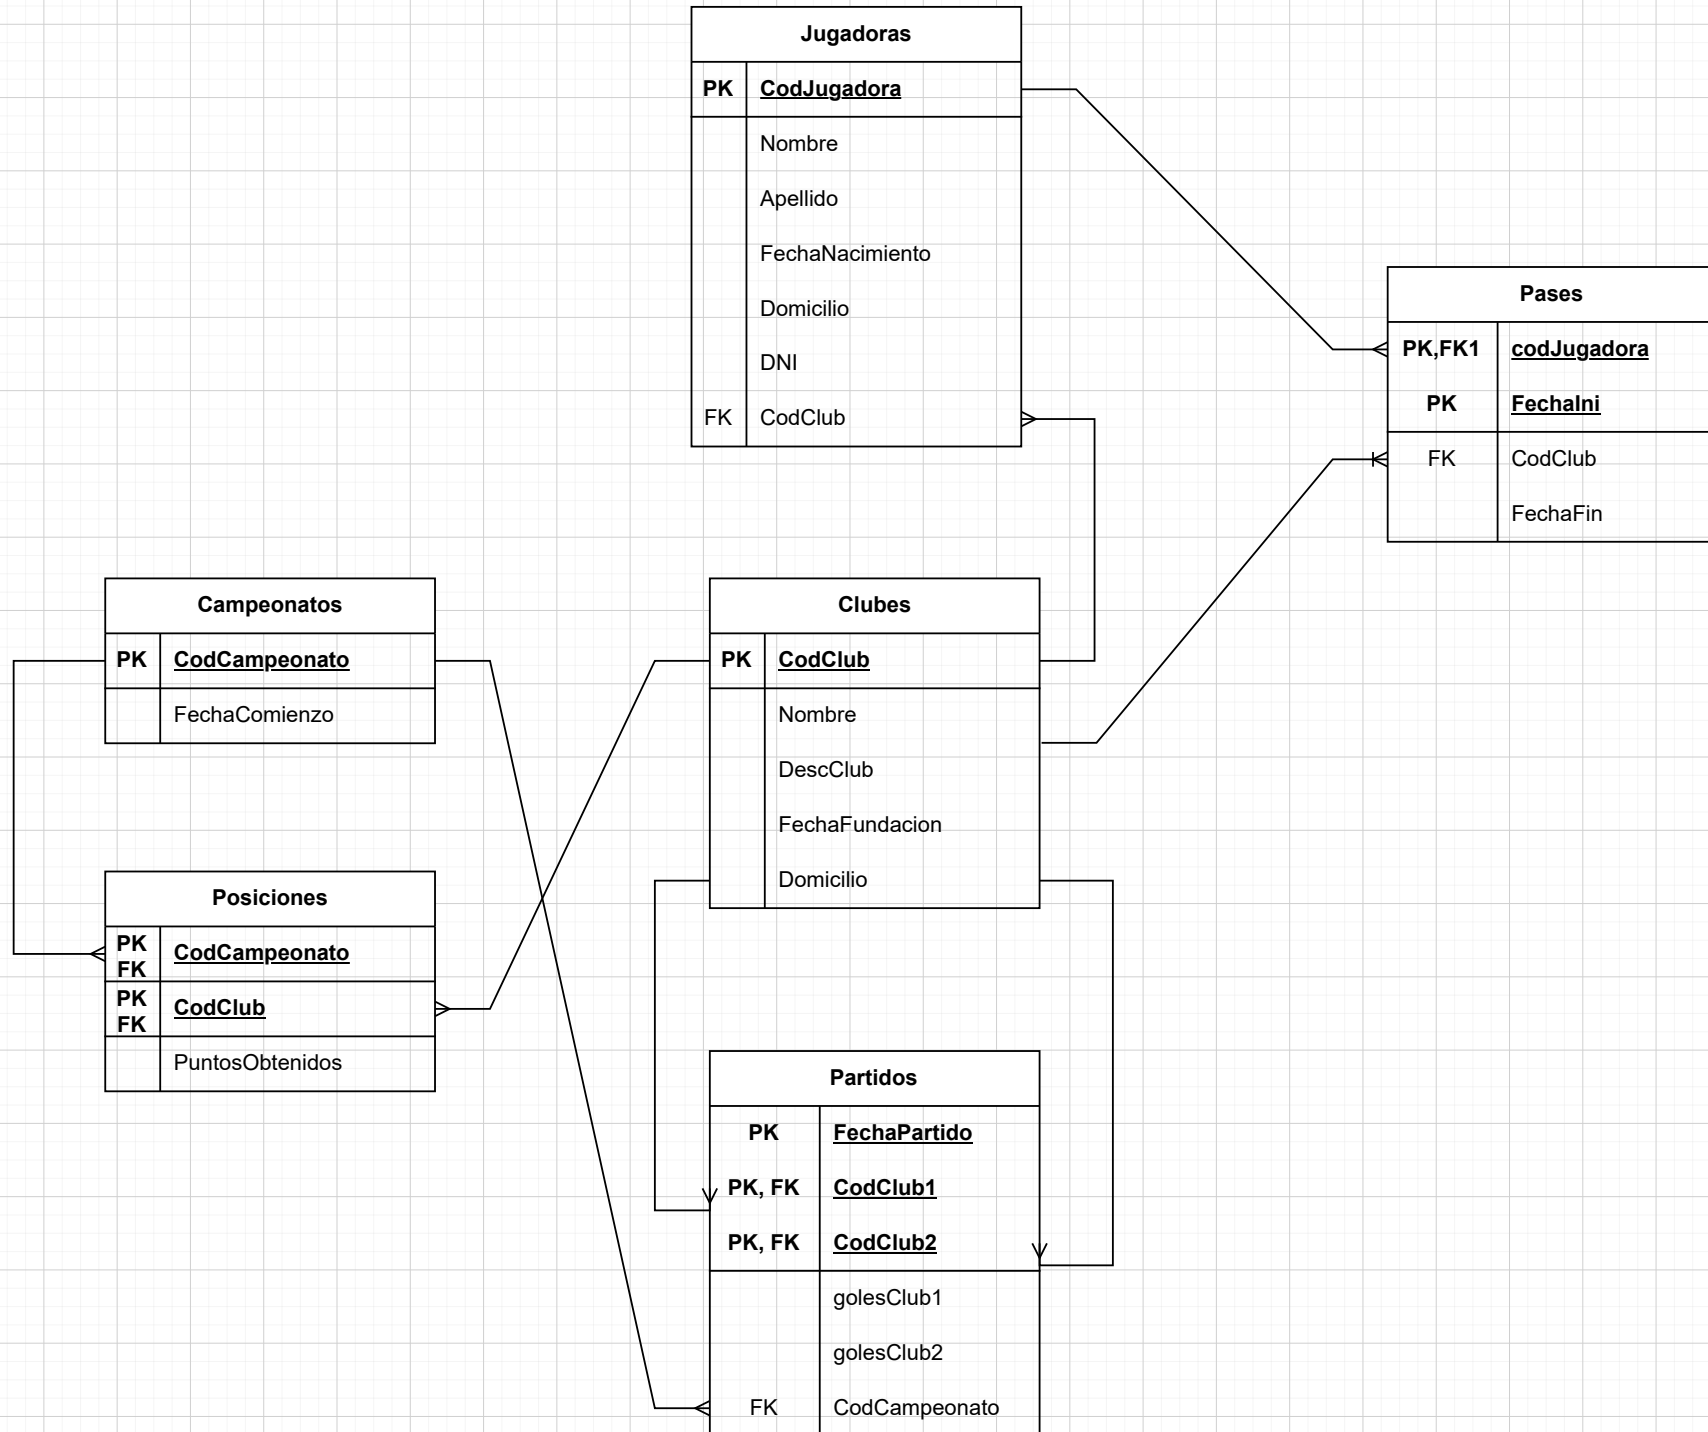 Jugadoras
PK CodJugadora
Nombre
Apellido
FechaNacimiento
Domicilio
DNI
FK CodClub
Pases
PK,FK1 codJugadora
PK FechaIni
FK CodClub
FechaFin
Campeonatos
PK CodCampeonato
FechaComienzo
Clubes
PK CodClub
Nombre
DescClub
FechaFundacion
Domicilio
Posiciones
PK
FK CodCampeonato
PK
FK CodClub
PuntosObtenidos
Partidos
PK FechaPartido
PK, FK CodClub1
PK, FK CodClub2
golesClub1
golesClub2
FK CodCampeonato